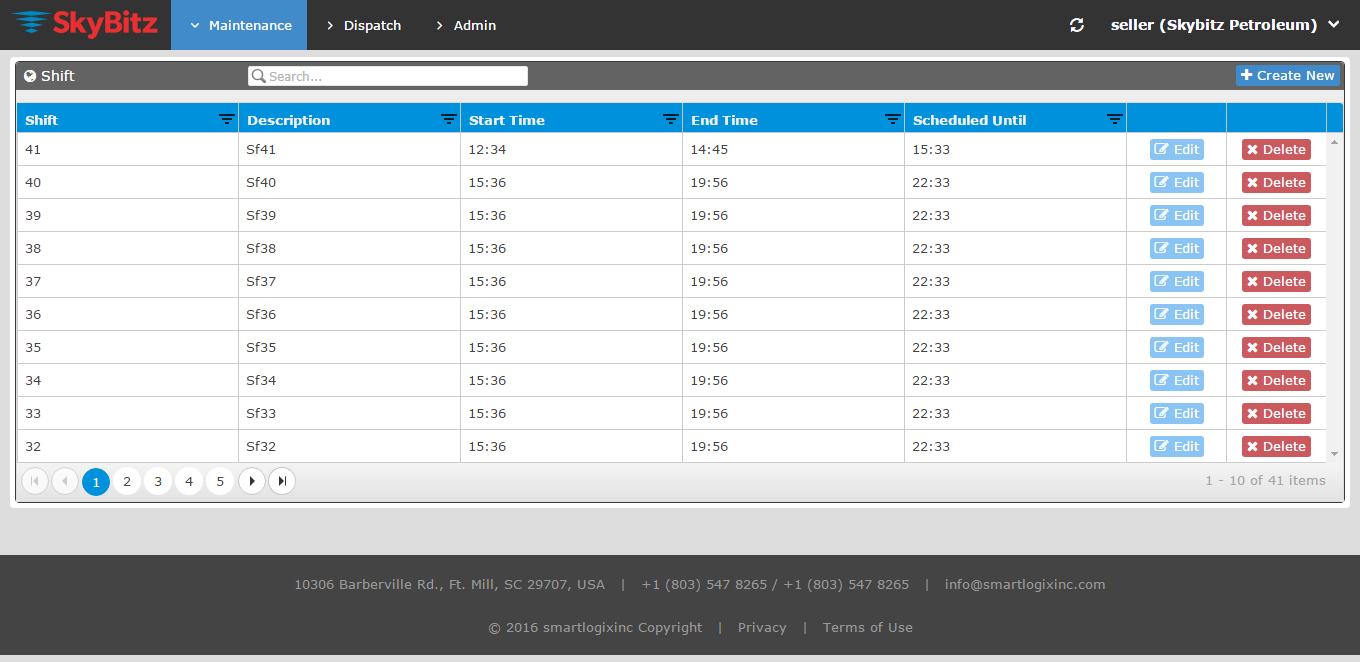 SkyBitz Maintenance Dispatch Admin seller (Skybitz Petroleum)
Shift Search... Create New
Shift Description Start Time End Time Scheduled Until
41 Sf41 12:34 14:45 15:33 Edit Delete
40 Sf40 15:36 19:56 22:33 Edit Delete
39 Sf39 15:36 19:56 22:33 Edit Delete
38 Sf38 15:36 19:56 22:33 Edit Delete
37 Sf37 15:36 19:56 22:33 Edit Delete
36 Sf36 15:36 19:56 22:33 Edit Delete
35 Sf35 15:36 19:56 22:33 Edit Delete
34 Sf34 15:36 19:56 22:33 Edit Delete
33 Sf33 15:36 19:56 22:33 Edit Delete
32 Sf32 15:36 19:56 22:33 Edit Delete
1 2 3 4 5 1 - 10 of 41 items
10306 Barberville Rd., Ft. Mill, SC 29707, USA | +1 (803) 547 8265 / +1 (803) 547 8265 | info@smartlogixinc.com
© 2016 smartlogixinc Copyright | Privacy | Terms of Use